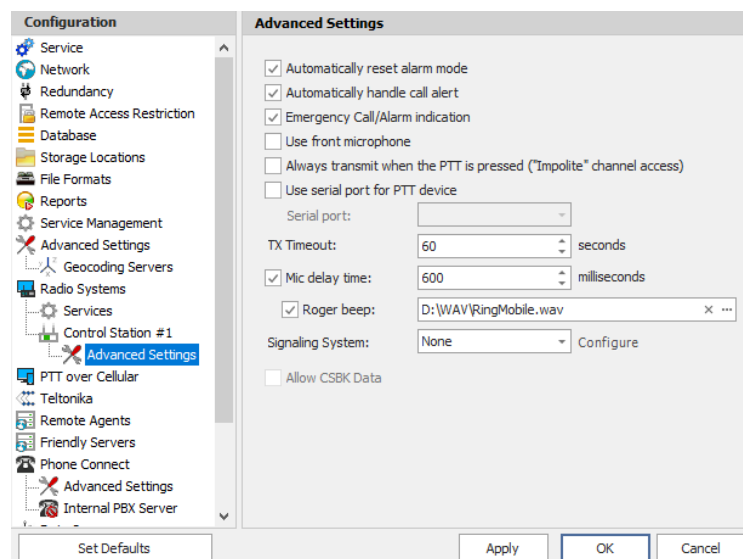 Configuration
Service
Network
Redundancy
Remote Access Restriction
Database
Storage Locations
File Formats
Reports
Service Management
Advanced Settings
Geocoding Servers
Radio Systems
Services
Control Station #1
Advanced Settings
PTT over Cellular
Teltonika
Remote Agents
Friendly Servers
Phone Connect
Advanced Settings
Internal PBX Server
Set Defaults
Advanced Settings
Automatically reset alarm mode
Automatically handle call alert
Emergency Call/Alarm indication
Use front microphone
Always transmit when the PTT is pressed ("Impolite" channel access)
Use serial port for PTT device
Serial port:
TX Timeout: 60 seconds
Mic delay time: 600 milliseconds
Roger beep: D:\WAV\RingMobile.wav
Signaling System: None Configure
Allow CSBK Data
Apply OK Cancel